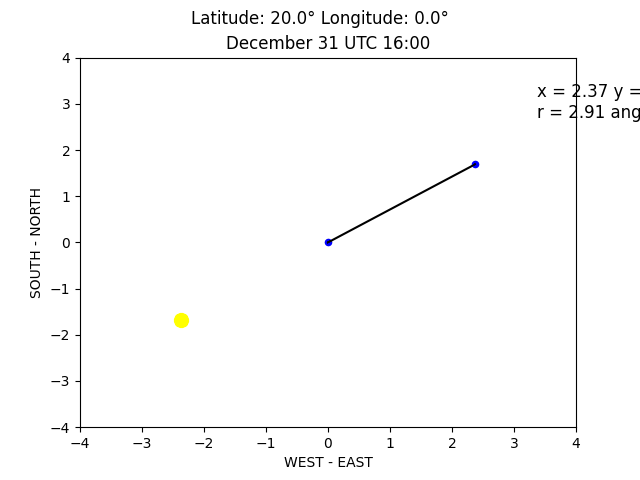 Latitude: 20.0° Longitude: 0.0°
December 31 UTC 16:00
x = 2.37 y =
r = 2.91 ang
SOUTH - NORTH
4
3
2
1
0
−1
−2
−3
−4
−4 −3 −2 −1 0 1 2 3 4
WEST - EAST